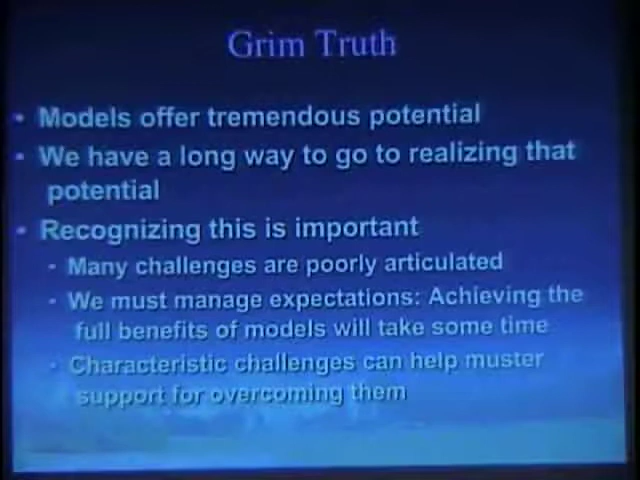 Grim Truth
• Models offer tremendous potential
• We have a long way to go to realizing that
potential
• Recognizing this is important
• Many challenges are poorly articulated
• We must manage expectations: Achieving the
full benefits of models will take some time
• Characteristic challenges can help muster
support for overcoming them